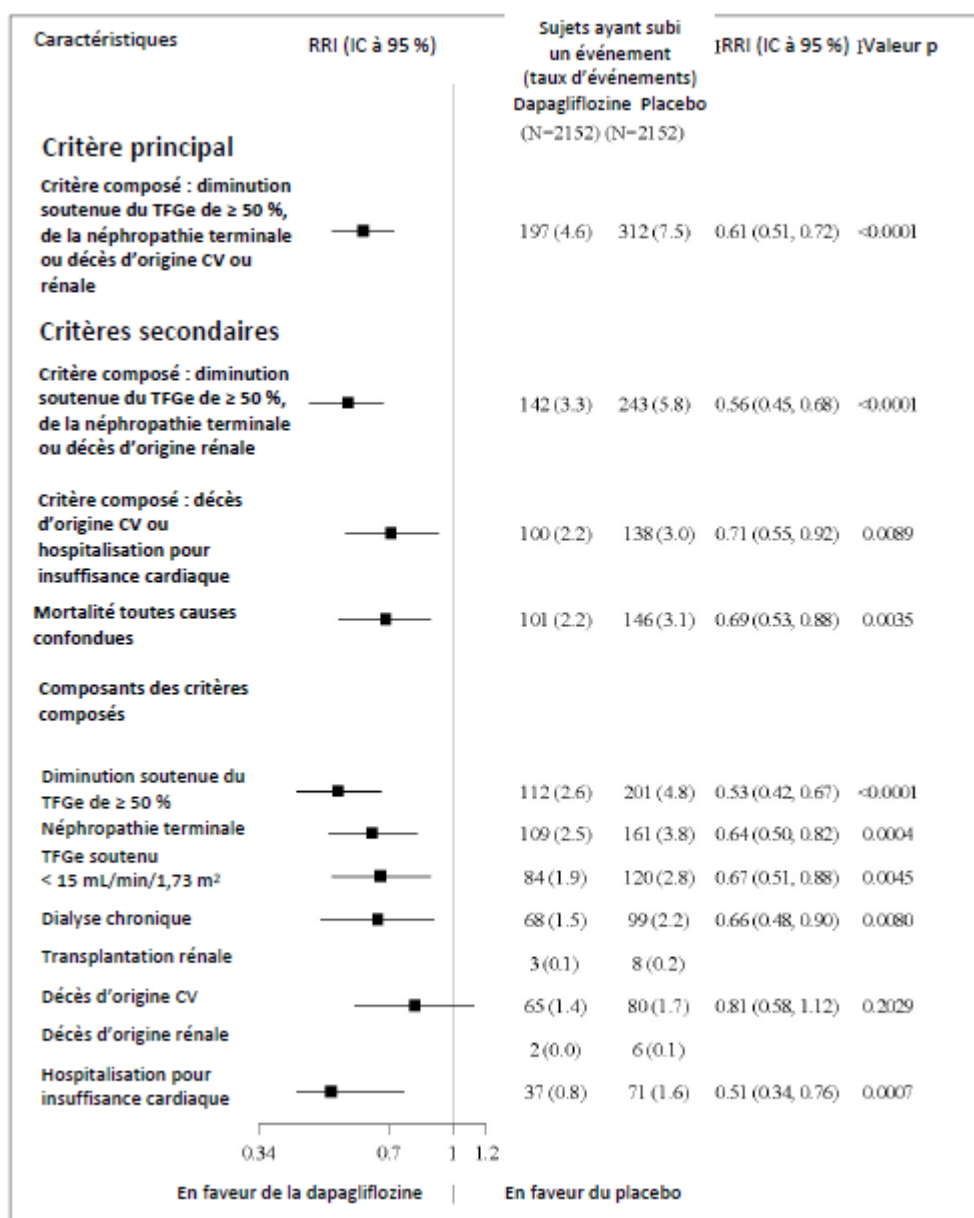 Caractéristiques RRI (IC à 95 %) Sujets ayant subi un événement (taux d'événements) IRRI (IC à 95 %) IValeur p
Dapagliflozine Placebo
(N=2152) (N=2152)
Critère principal
Critère composé : diminution
soutenue du TFGe de ≥ 50 %,
de la néphropathie terminale 197 (4.6) 312 (7.5) 0.61 (0.51, 0.72) <0.0001
ou décès d'origine CV ou
rénale
Critères secondaires
Critère composé : diminution
soutenue du TFGe de ≥ 50 %, 142 (3.3) 243 (5.8) 0.56 (0.45, 0.68) <0.0001
de la néphropathie terminale
ou décès d'origine rénale
Critère composé : décès
d'origine CV ou 100 (2.2) 138 (3.0) 0.71 (0.55, 0.92) 0.0089
hospitalisation pour
insuffisance cardiaque
Mortalité toutes causes 101 (2.2) 146 (3.1) 0.69 (0.53, 0.88) 0.0035
confondues
Composants des critères
composés
Diminution soutenue du
TFGe de ≥ 50 % 112 (2.6) 201 (4.8) 0.53 (0.42, 0.67) <0.0001
Néphropathie terminale 109 (2.5) 161 (3.8) 0.64 (0.50, 0.82) 0.0004
TFGe soutenu
< 15 mL/min/1,73 m² 84 (1.9) 120 (2.8) 0.67 (0.51, 0.88) 0.0045
Dialyse chronique 68 (1.5) 99 (2.2) 0.66 (0.48, 0.90) 0.0080
Transplantation rénale 3 (0.1) 8 (0.2)
Décès d'origine CV 65 (1.4) 80 (1.7) 0.81 (0.58, 1.12) 0.2029
Décès d'origine rénale 2 (0.0) 6 (0.1)
Hospitalisation pour
insuffisance cardiaque 37 (0.8) 71 (1.6) 0.51 (0.34, 0.76) 0.0007
0.34 0.7 1 1.2
En faveur de la dapagliflozine | En faveur du placebo